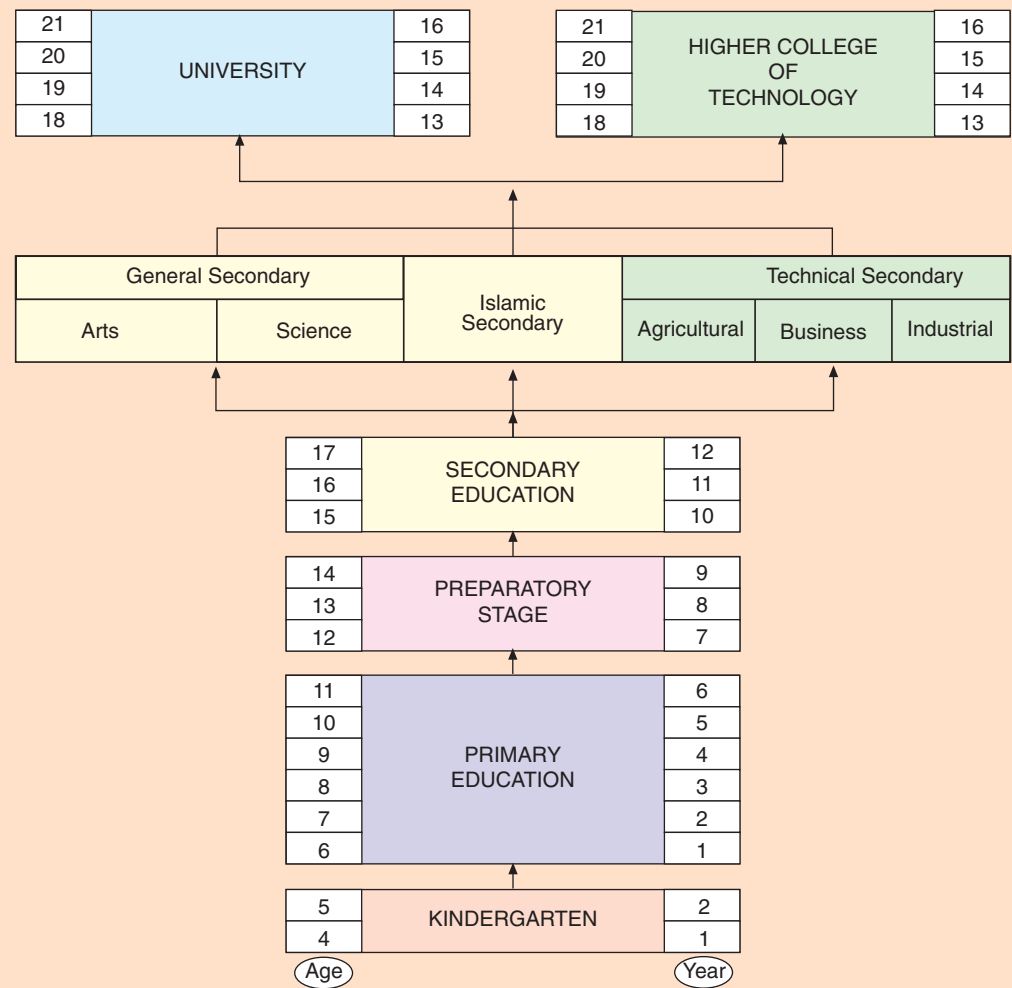 21
20
19
18
UNIVERSITY
16
15
14
13
21
20
19
18
HIGHER COLLEGE
OF
TECHNOLOGY
16
15
14
13
General Secondary
Arts
Science
Islamic
Secondary
Technical Secondary
Agricultural
Business
Industrial
17
16
15
SECONDARY
EDUCATION
12
11
10
14
13
12
PREPARATORY
STAGE
9
8
7
11
10
9
8
7
6
PRIMARY
EDUCATION
6
5
4
3
2
1
5
4
KINDERGARTEN
2
1
Age
Year